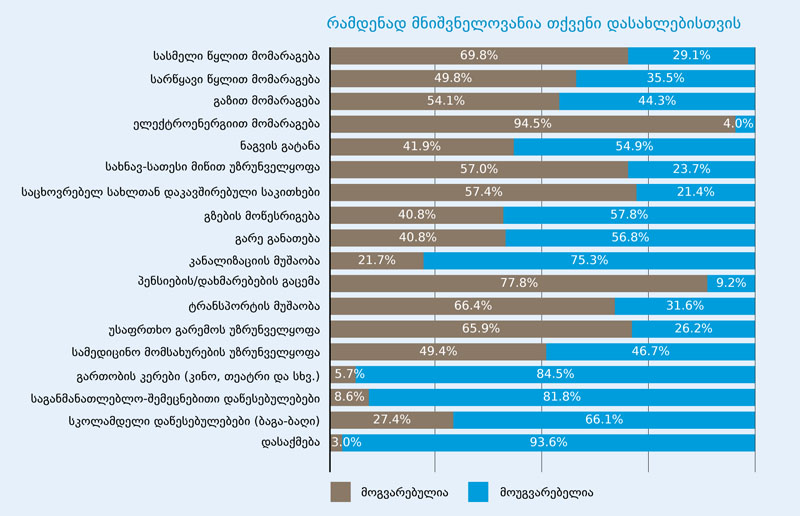 რამდენად მნიშვნელოვანია თქვენი დასახლებისთვის
სასმელი წყლით მომარაგება 69.8% 29.1%
სარწყავი წყლით მომარაგება 49.8% 35.5%
გაზით მომარაგება 54.1% 44.3%
ელექტროენერგიით მომარაგება 94.5% 4.0%
ნაგვის გატანა 41.9% 54.9%
სახნავ-სათესი მიწით უზრუნველყოფა 57.0% 23.7%
საცხოვრებელ სახლთან დაკავშირებული საკითხები 57.4% 21.4%
გზების მოწესრიგება 40.8% 57.8%
გარე განათება 40.8% 56.8%
კანალიზაციის მუშაობა 21.7% 75.3%
პენსიების/დახმარებების გაცემა 77.8% 9.2%
ტრანსპორტის მუშაობა 66.4% 31.6%
უსაფრთხო გარემოს უზრუნველყოფა 65.9% 26.2%
სამედიცინო მომსახურების უზრუნველყოფა 49.4% 46.7%
გართობის კერები (კინო, თეატრი და სხვ.) 5.7% 84.5%
საგანმანათლებლო-შემეცნებითი დაწესებულებები 8.6% 81.8%
სკოლამდელი დაწესებულებები (ბაგა-ბაღი) 27.4% 66.1%
დასაქმება 3.0% 93.6%
მოგვარებულია მოუგვარებელია